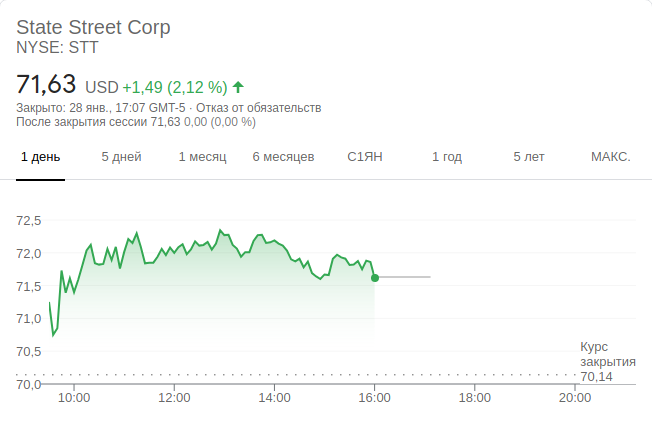 State Street Corp
NYSE: STT
71,63 USD +1,49 (2,12 %)
Закрыто: 28 янв., 17:07 GMT-5 · Отказ от обязательств
После закрытия сессии 71,63 0,00 (0,00 %)
1 день 5 дней 1 месяц 6 месяцев С1ЯН 1 год 5 лет МАКС.
72,5
72,0
71,5
71,0
70,5
70,0
Курс
закрытия
70,14
10:00 12:00 14:00 16:00 18:00 20:00